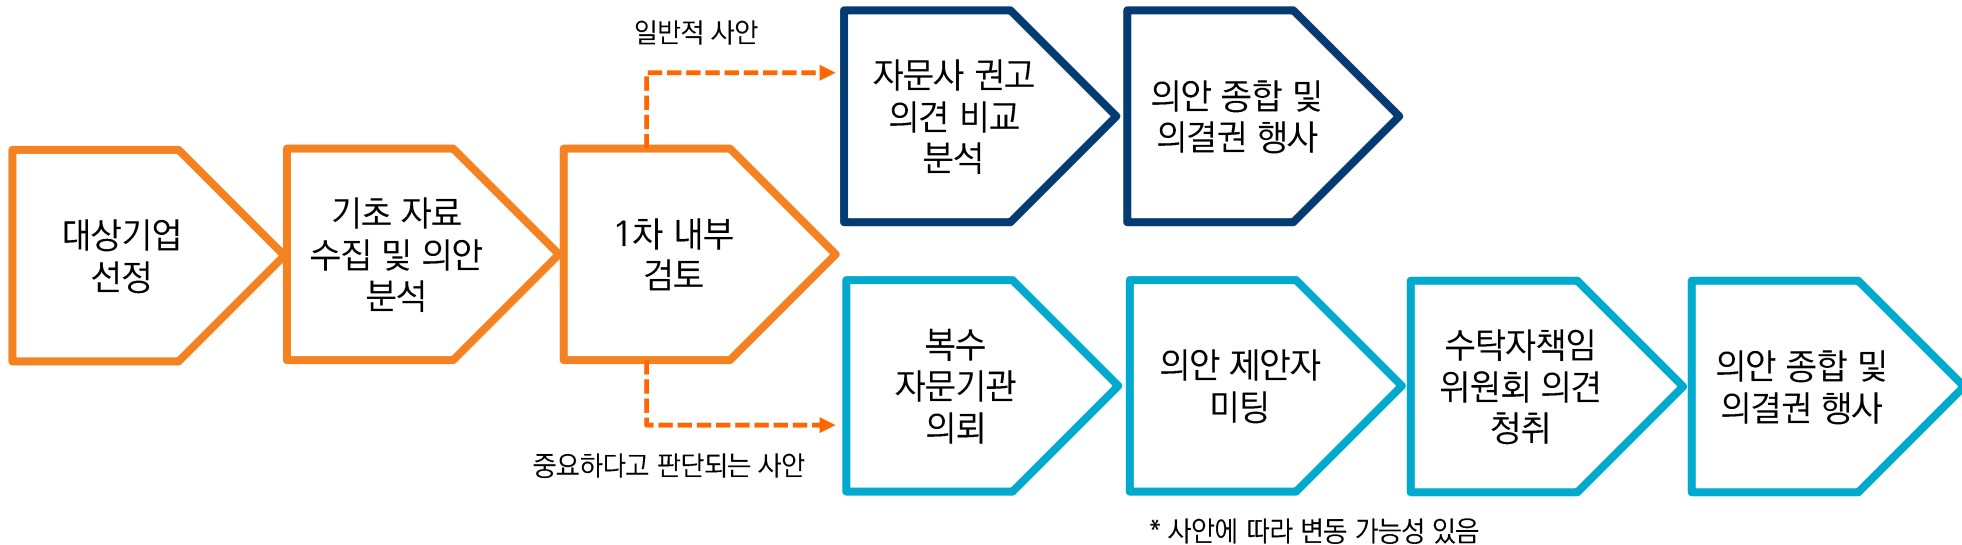 대상기업
선정
기초 자료
수집 및 의안
분석
1차 내부
검토
일반적 사안
자문사 권고
의견 비교
분석
의안 종합 및
의결권 행사
중요하다고 판단되는 사안
복수
자문기관
의뢰
의안 제안자
미팅
수탁자책임
위원회 의견
청취
의안 종합 및
의결권 행사
* 사안에 따라 변동 가능성 있음